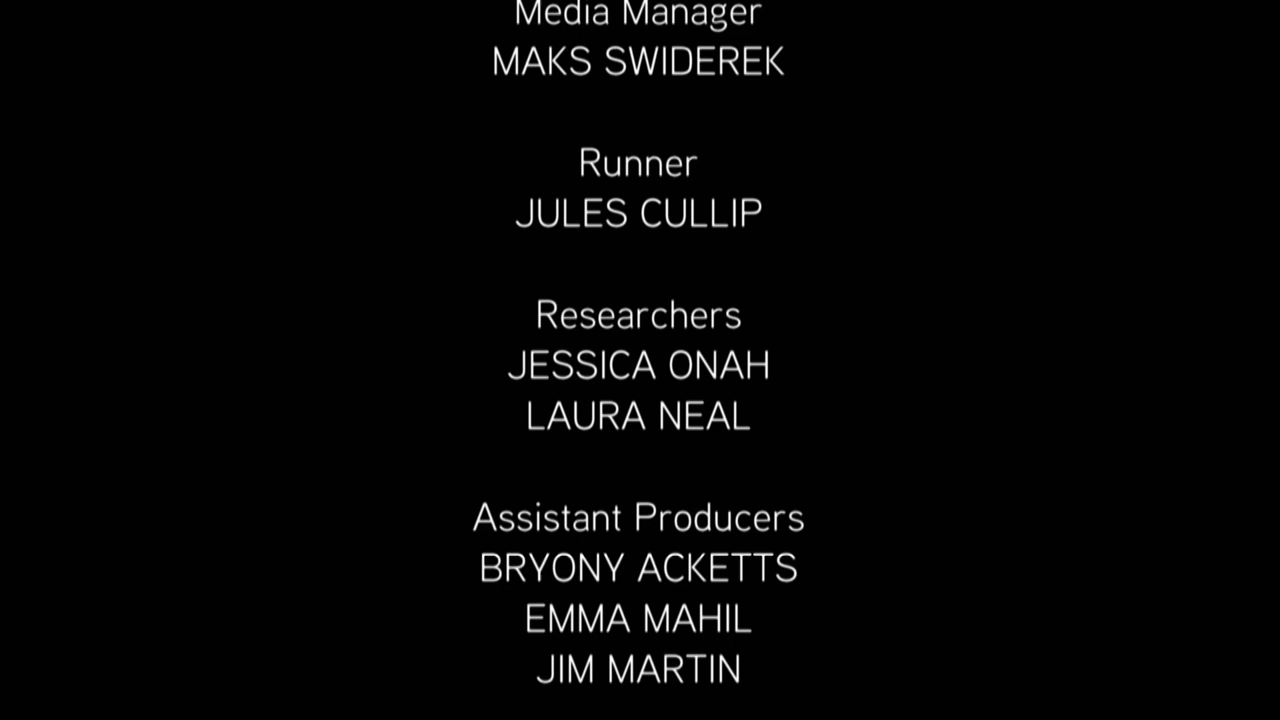 Media Manager
MAKS SWIDEREK
Runner
JULES CULLIP
Researchers
JESSICA ONAH
LAURA NEAL
Assistant Producers
BRYONY ACKETTS
EMMA MAHIL
JIM MARTIN